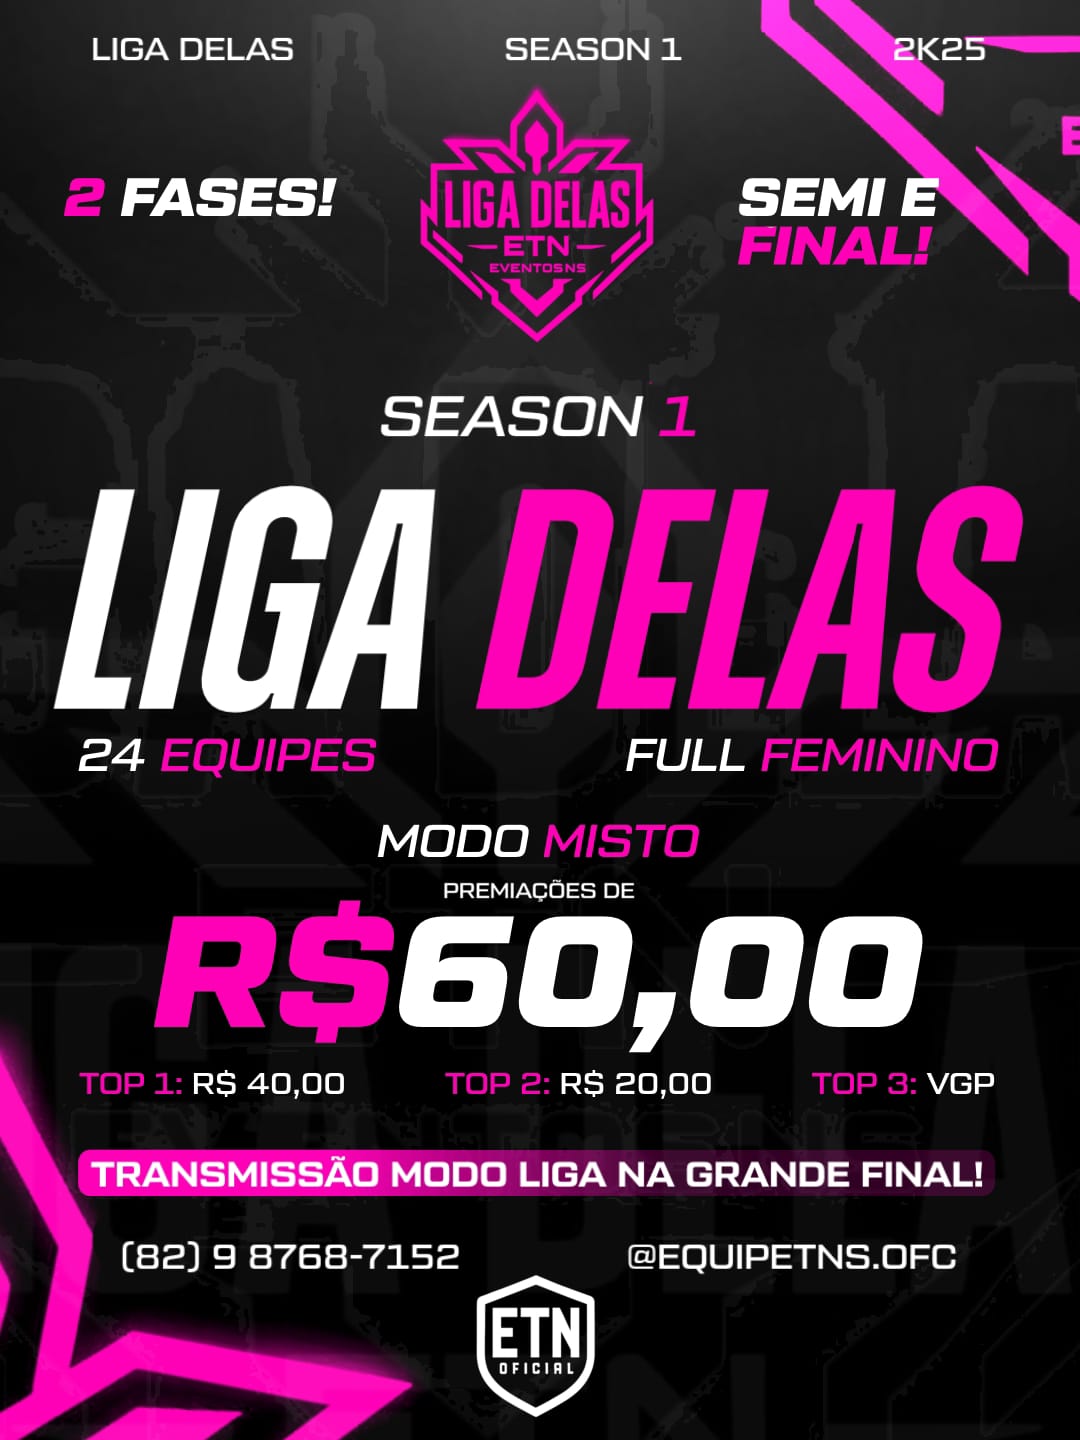 LIGA DELAS
SEASON 1
2K25
2 FASES!
LIGA DELAS
ETN
EVENTOSNS
SEMI E
FINAL!
SEASON 1
LIGA DELAS
24 EQUIPES
FULL FEMININO
MODO MISTO
PREMIAÇÕES DE
R$60,00
TOP 1: R$ 40,00
TOP 2: R$ 20,00
TOP 3: VGP
TRANSMISSÃO MODO LIGA NA GRANDE FINAL!
(82) 9 8768-7152
@EQUIPETNS.OFC
ETN
OFICIAL